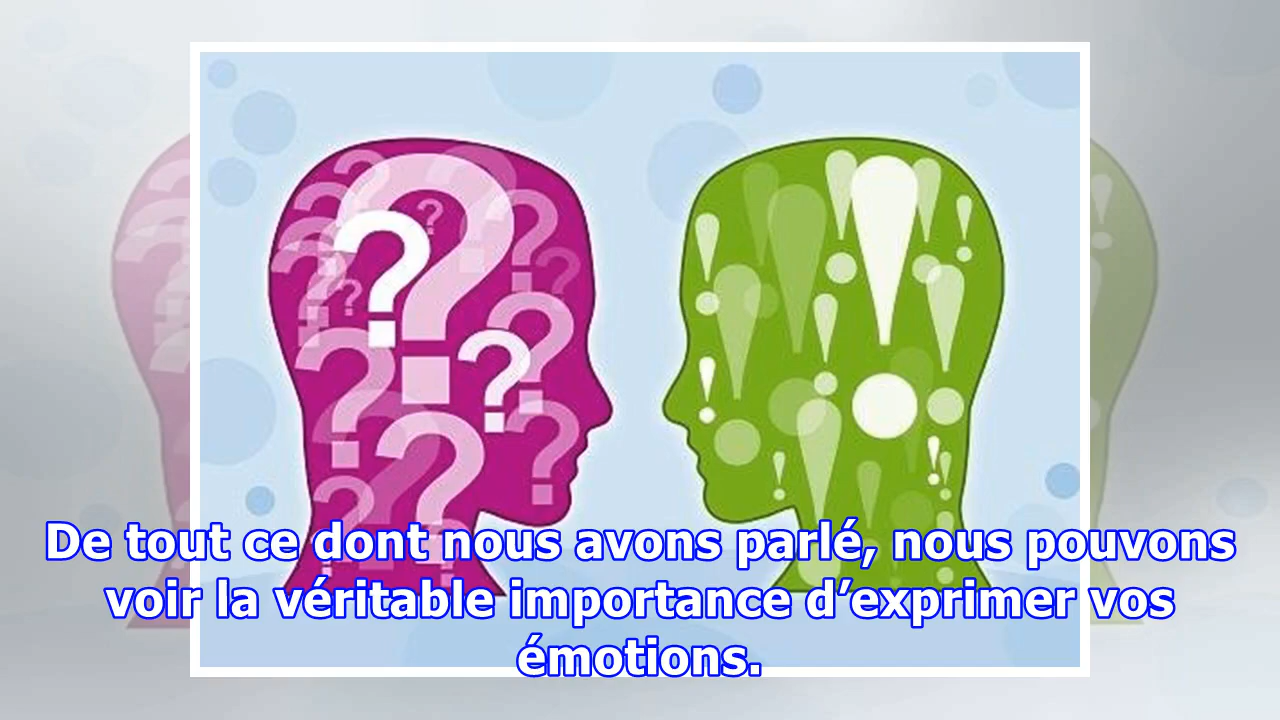 De tout ce dont nous avons parlé, nous pouvons
voir la véritable importance d’exprimer vos
émotions.